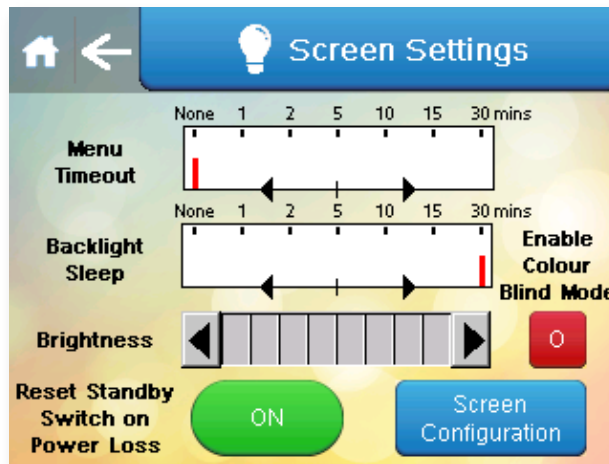 Screen Settings
None 1 2 5 10 15 30 mins
Menu
Timeout
None 1 2 5 10 15 30 mins
Backlight
Sleep
Enable
Colour
Blind Mode
Brightness
O
Reset Standby
Switch on
Power Loss
ON
Screen
Configuration